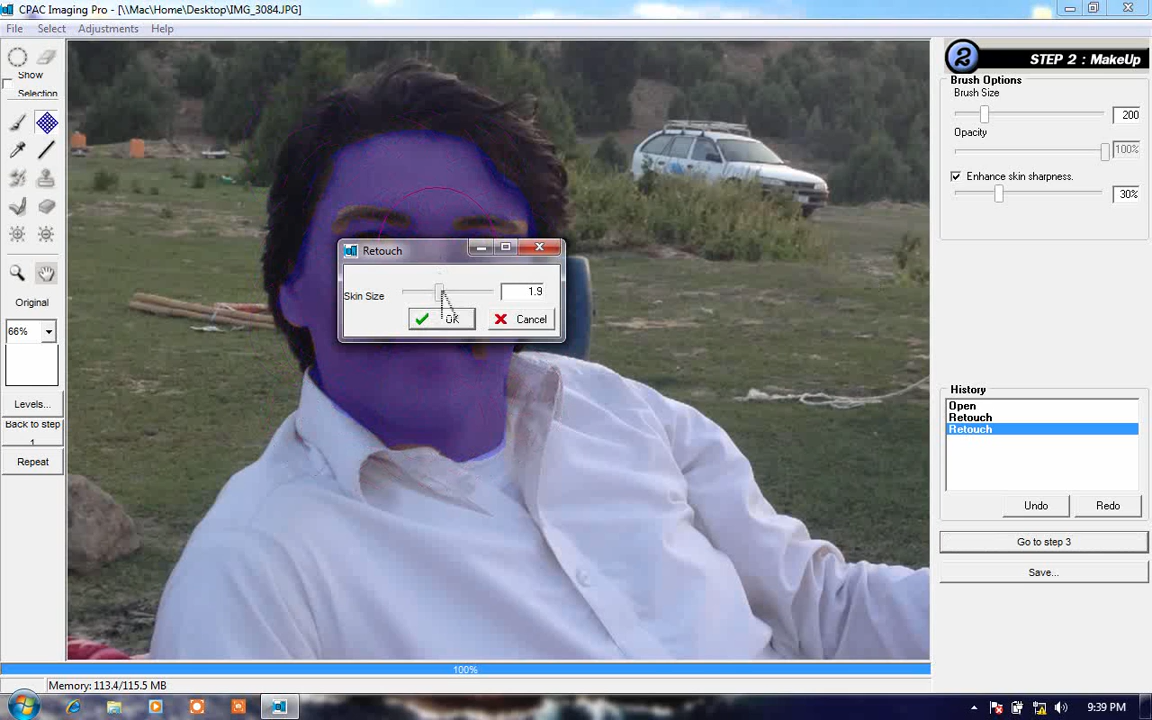 CPAC Imaging Pro - [\\Mac\Home\Desktop\IMG_3084.JPG]
File Select Adjustments Help
Show
Selection
Original
66%
Levels...
Back to step
1
Repeat
Retouch
Skin Size
1.9
OK
Cancel
2
STEP 2 : MakeUp
Brush Options
Brush Size
200
Opacity
100%
Enhance skin sharpness.
30%
History
Open
Retouch
Retouch
Undo Redo
Go to step 3
Save...
100%
Memory: 113.4/115.5 MB
9:39 PM